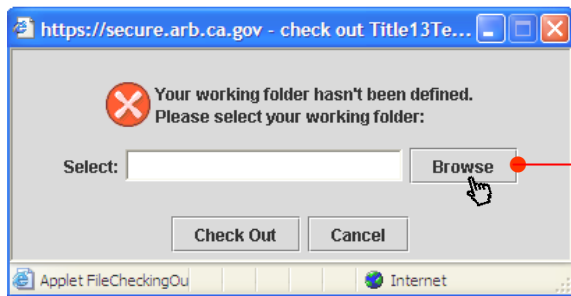 https://secure.arb.ca.gov - check out Title13Te...
Your working folder hasn't been defined.
Please select your working folder:
Select:
Browse
Check Out
Cancel
Applet FileCheckingOu
Internet